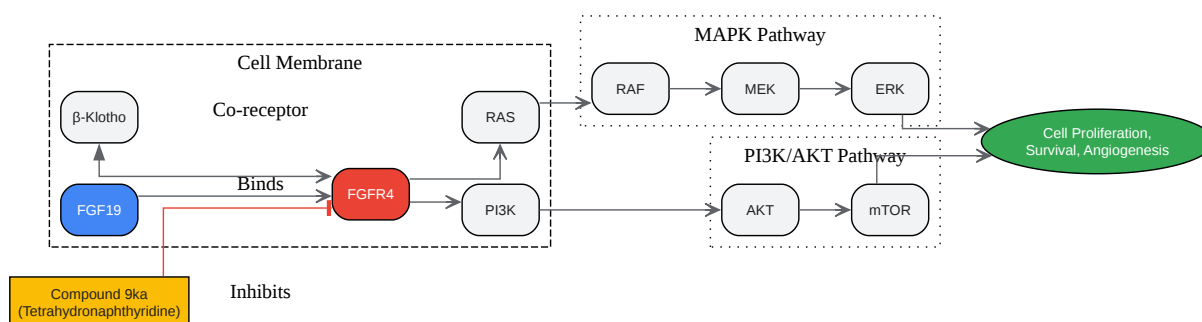 MAPK Pathway
Cell Membrane
RAF
MEK
ERK
Co-receptor
β-Klotho
RAS
Cell Proliferation,
Survival, Angiogenesis
PI3K/AKT Pathway
Binds
FGFR4
FGF19
PI3K
AKT
mTOR
Inhibits
Compound 9ka
(Tetrahydronaphthyridine)